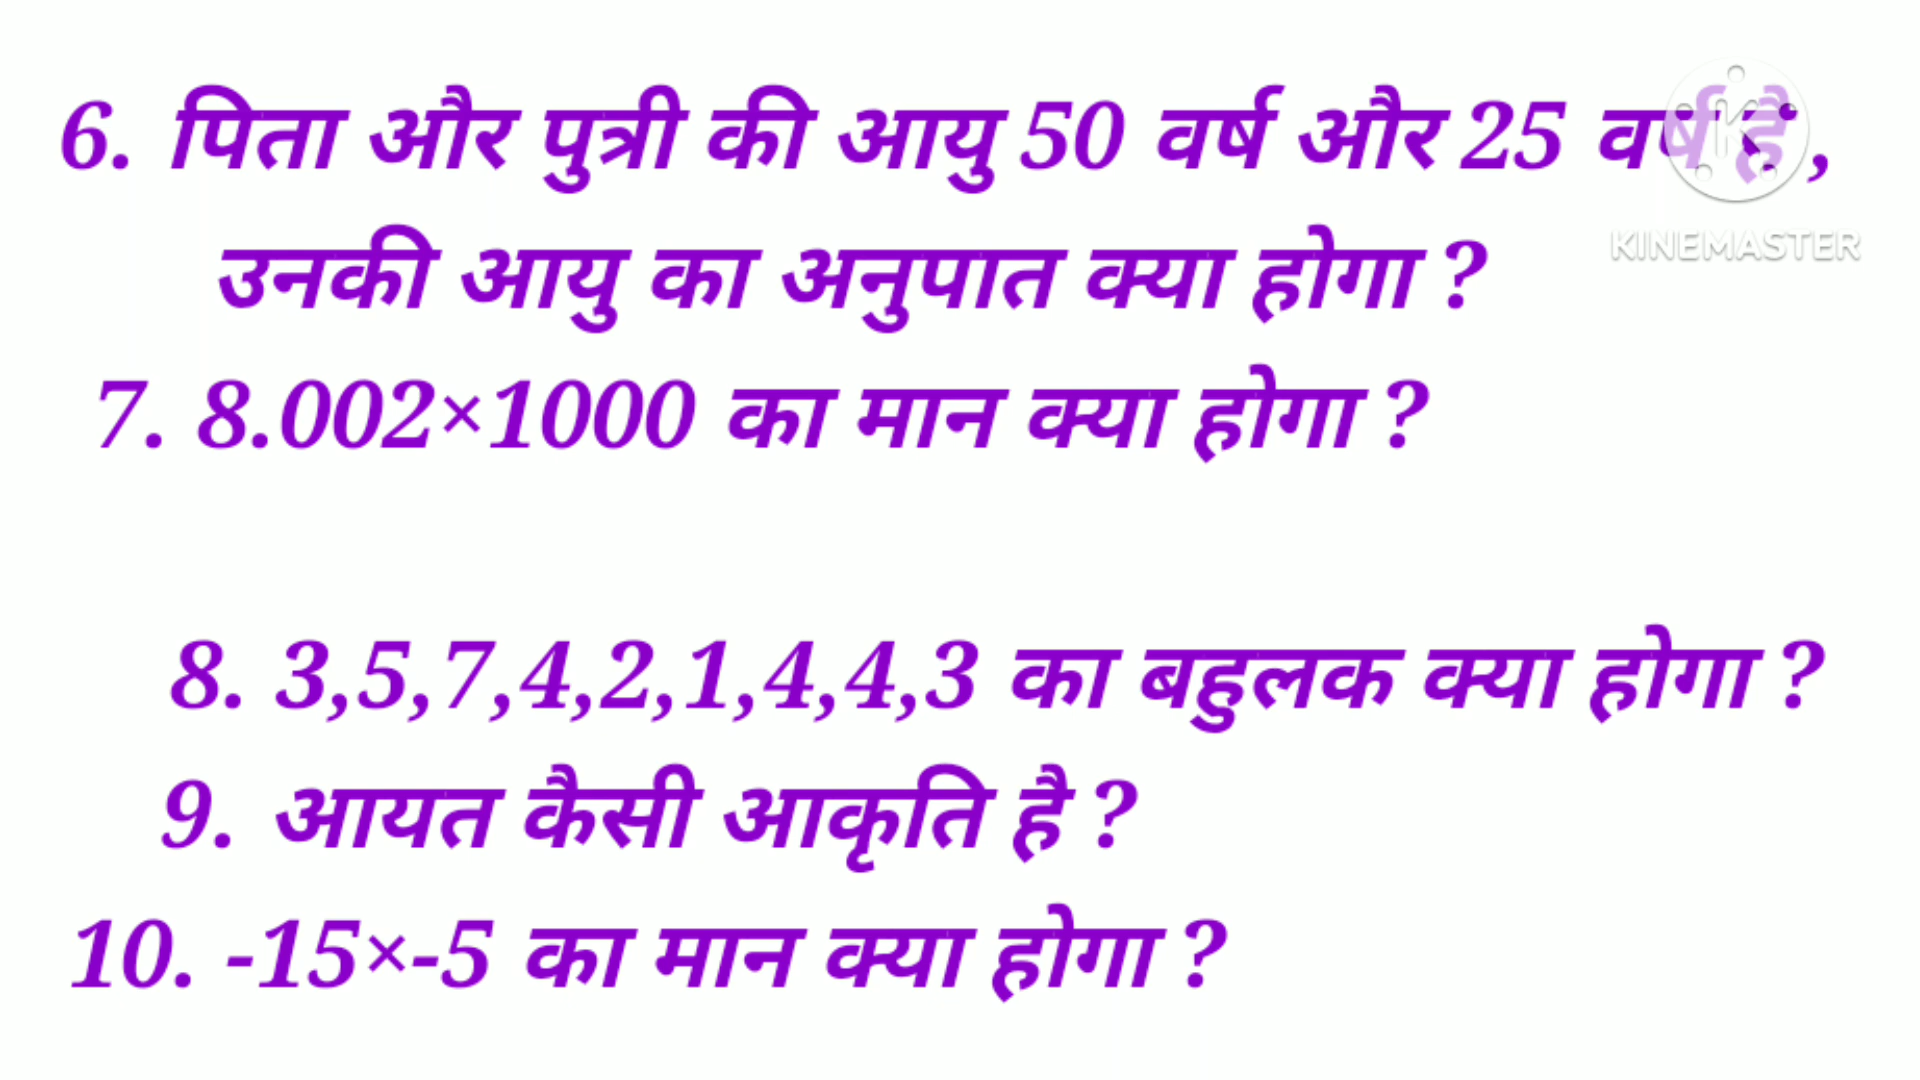 6. पिता और पुत्री की आयु 50 वर्ष और 25 वर्ष है,
KINEMASTER
उनकी आयु का अनुपात क्या होगा ?
7. 8.002×1000 का मान क्या होगा ?
8. 3,5,7,4,2,1,4,4,3 का बहुलक क्या होगा ?
9. आयत कैसी आकृति है ?
10. -15×-5 का मान क्या होगा ?